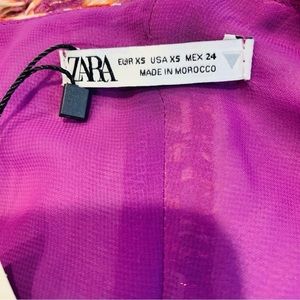 ZARA
EUR XS USA XS MEX 24
MADE IN MOROCCO